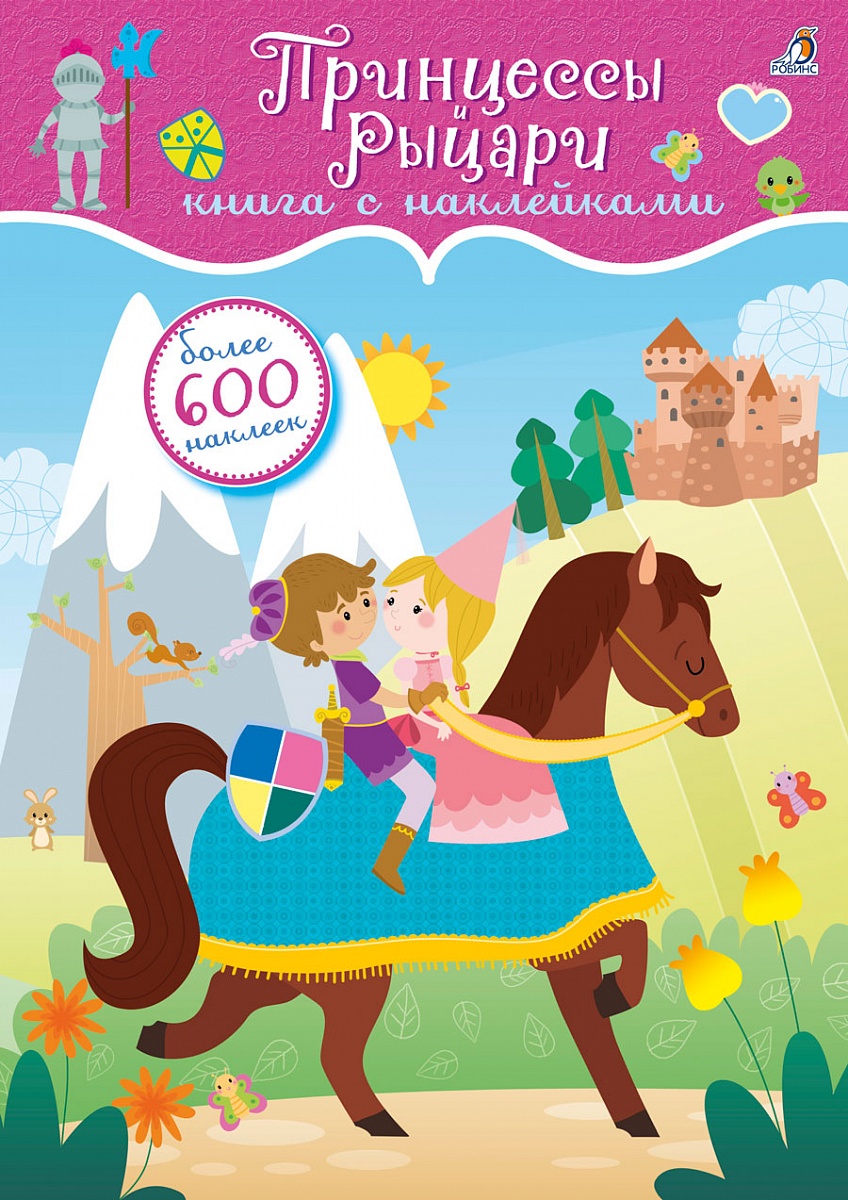 Принцессы
и
Рыцари
книга с наклейками
РОБИНС
более
600
наклеек